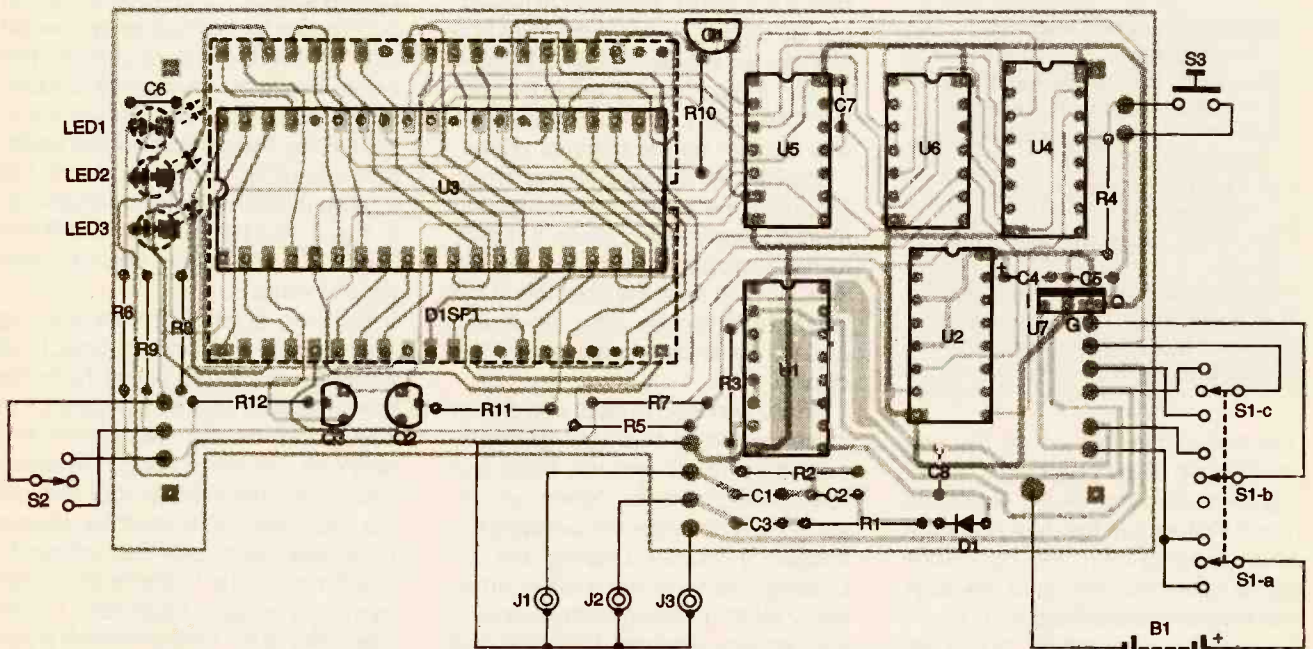 Q1
S3
C6
LED1
R10
C7
U5
U6
U4
LED2
U3
R4
LED3
+
C4
C5
I
O
U7
G
R6
R9
R8
DISP1
R3
U1
U2
R12
Q3
Q2
R11
R7
R5
S1-c
S2
R2
C8
S1-b
C1
C2
C3
R1
D1
S1-a
J1
J2
J3
B1
+